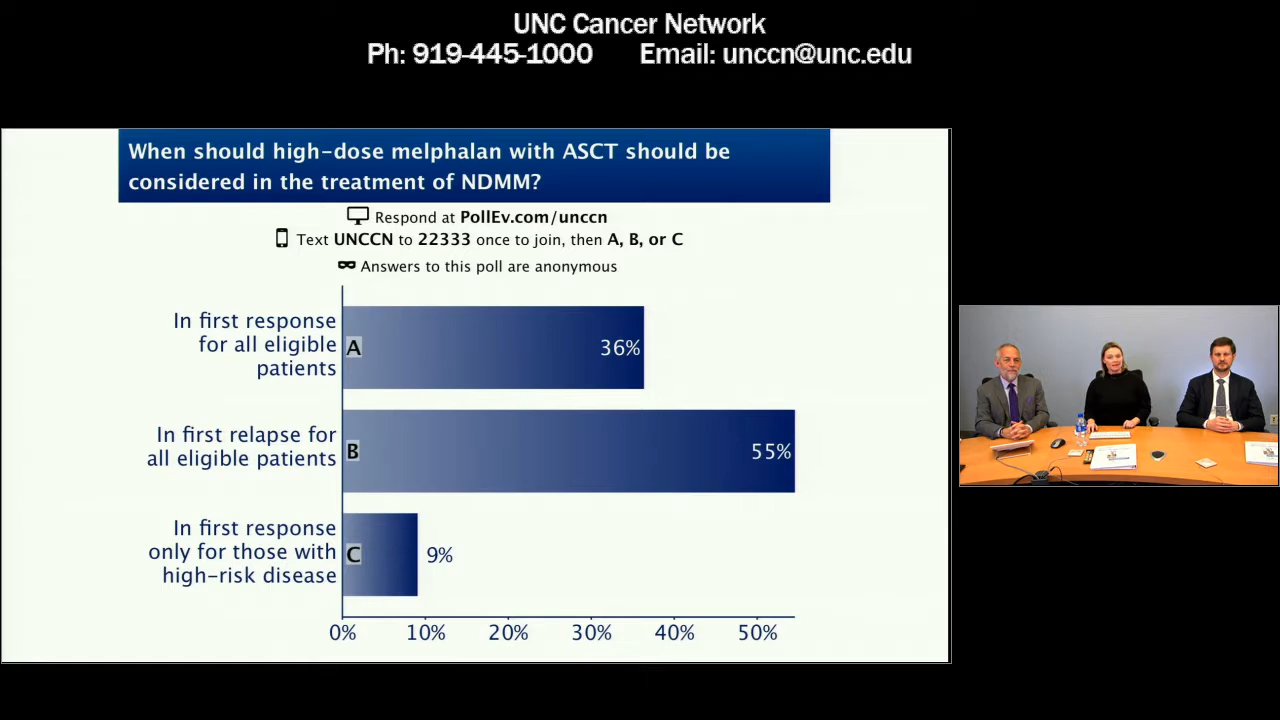 UNC Cancer Network
Ph: 919-445-1000 Email: unccn@unc.edu
When should high-dose melphalan with ASCT should be
considered in the treatment of NDMM?
Respond at PollEv.com/unccn
Text UNCCN to 22333 once to join, then A, B, or C
Answers to this poll are anonymous
In first response
for all eligible
patients
A
36%
In first relapse for
all eligible patients
B
55%
In first response
only for those with
high-risk disease
C
9%
0% 10% 20% 30% 40% 50%